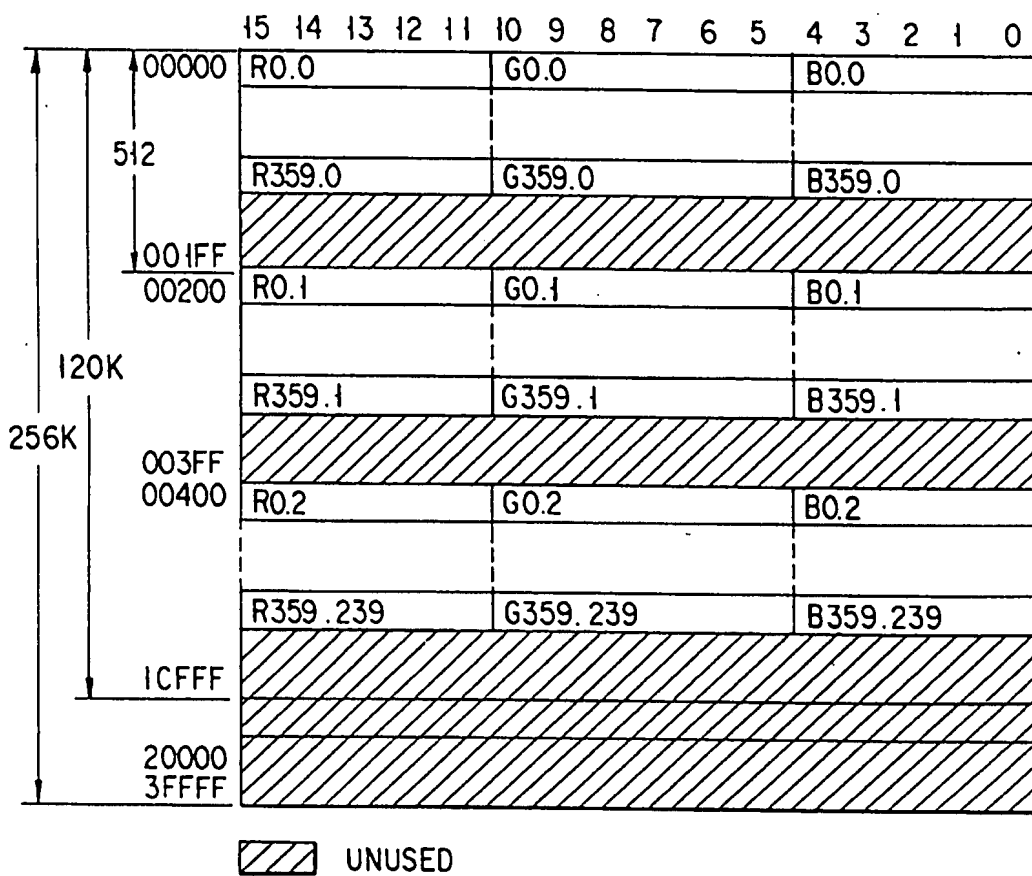 15 14 13 12 11 10 9 8 7 6 5 4 3 2 1 0
00000 R0.0 G0.0 B0.0
512
R359.0 G359.0 B359.0
001FF
00200 R0.1 G0.1 B0.1
120K
R359.1 G359.1 B359.1
256K
003FF
00400 R0.2 G0.2 B0.2
R359.239 G359.239 B359.239
1CFFF
20000
3FFFF
UNUSED